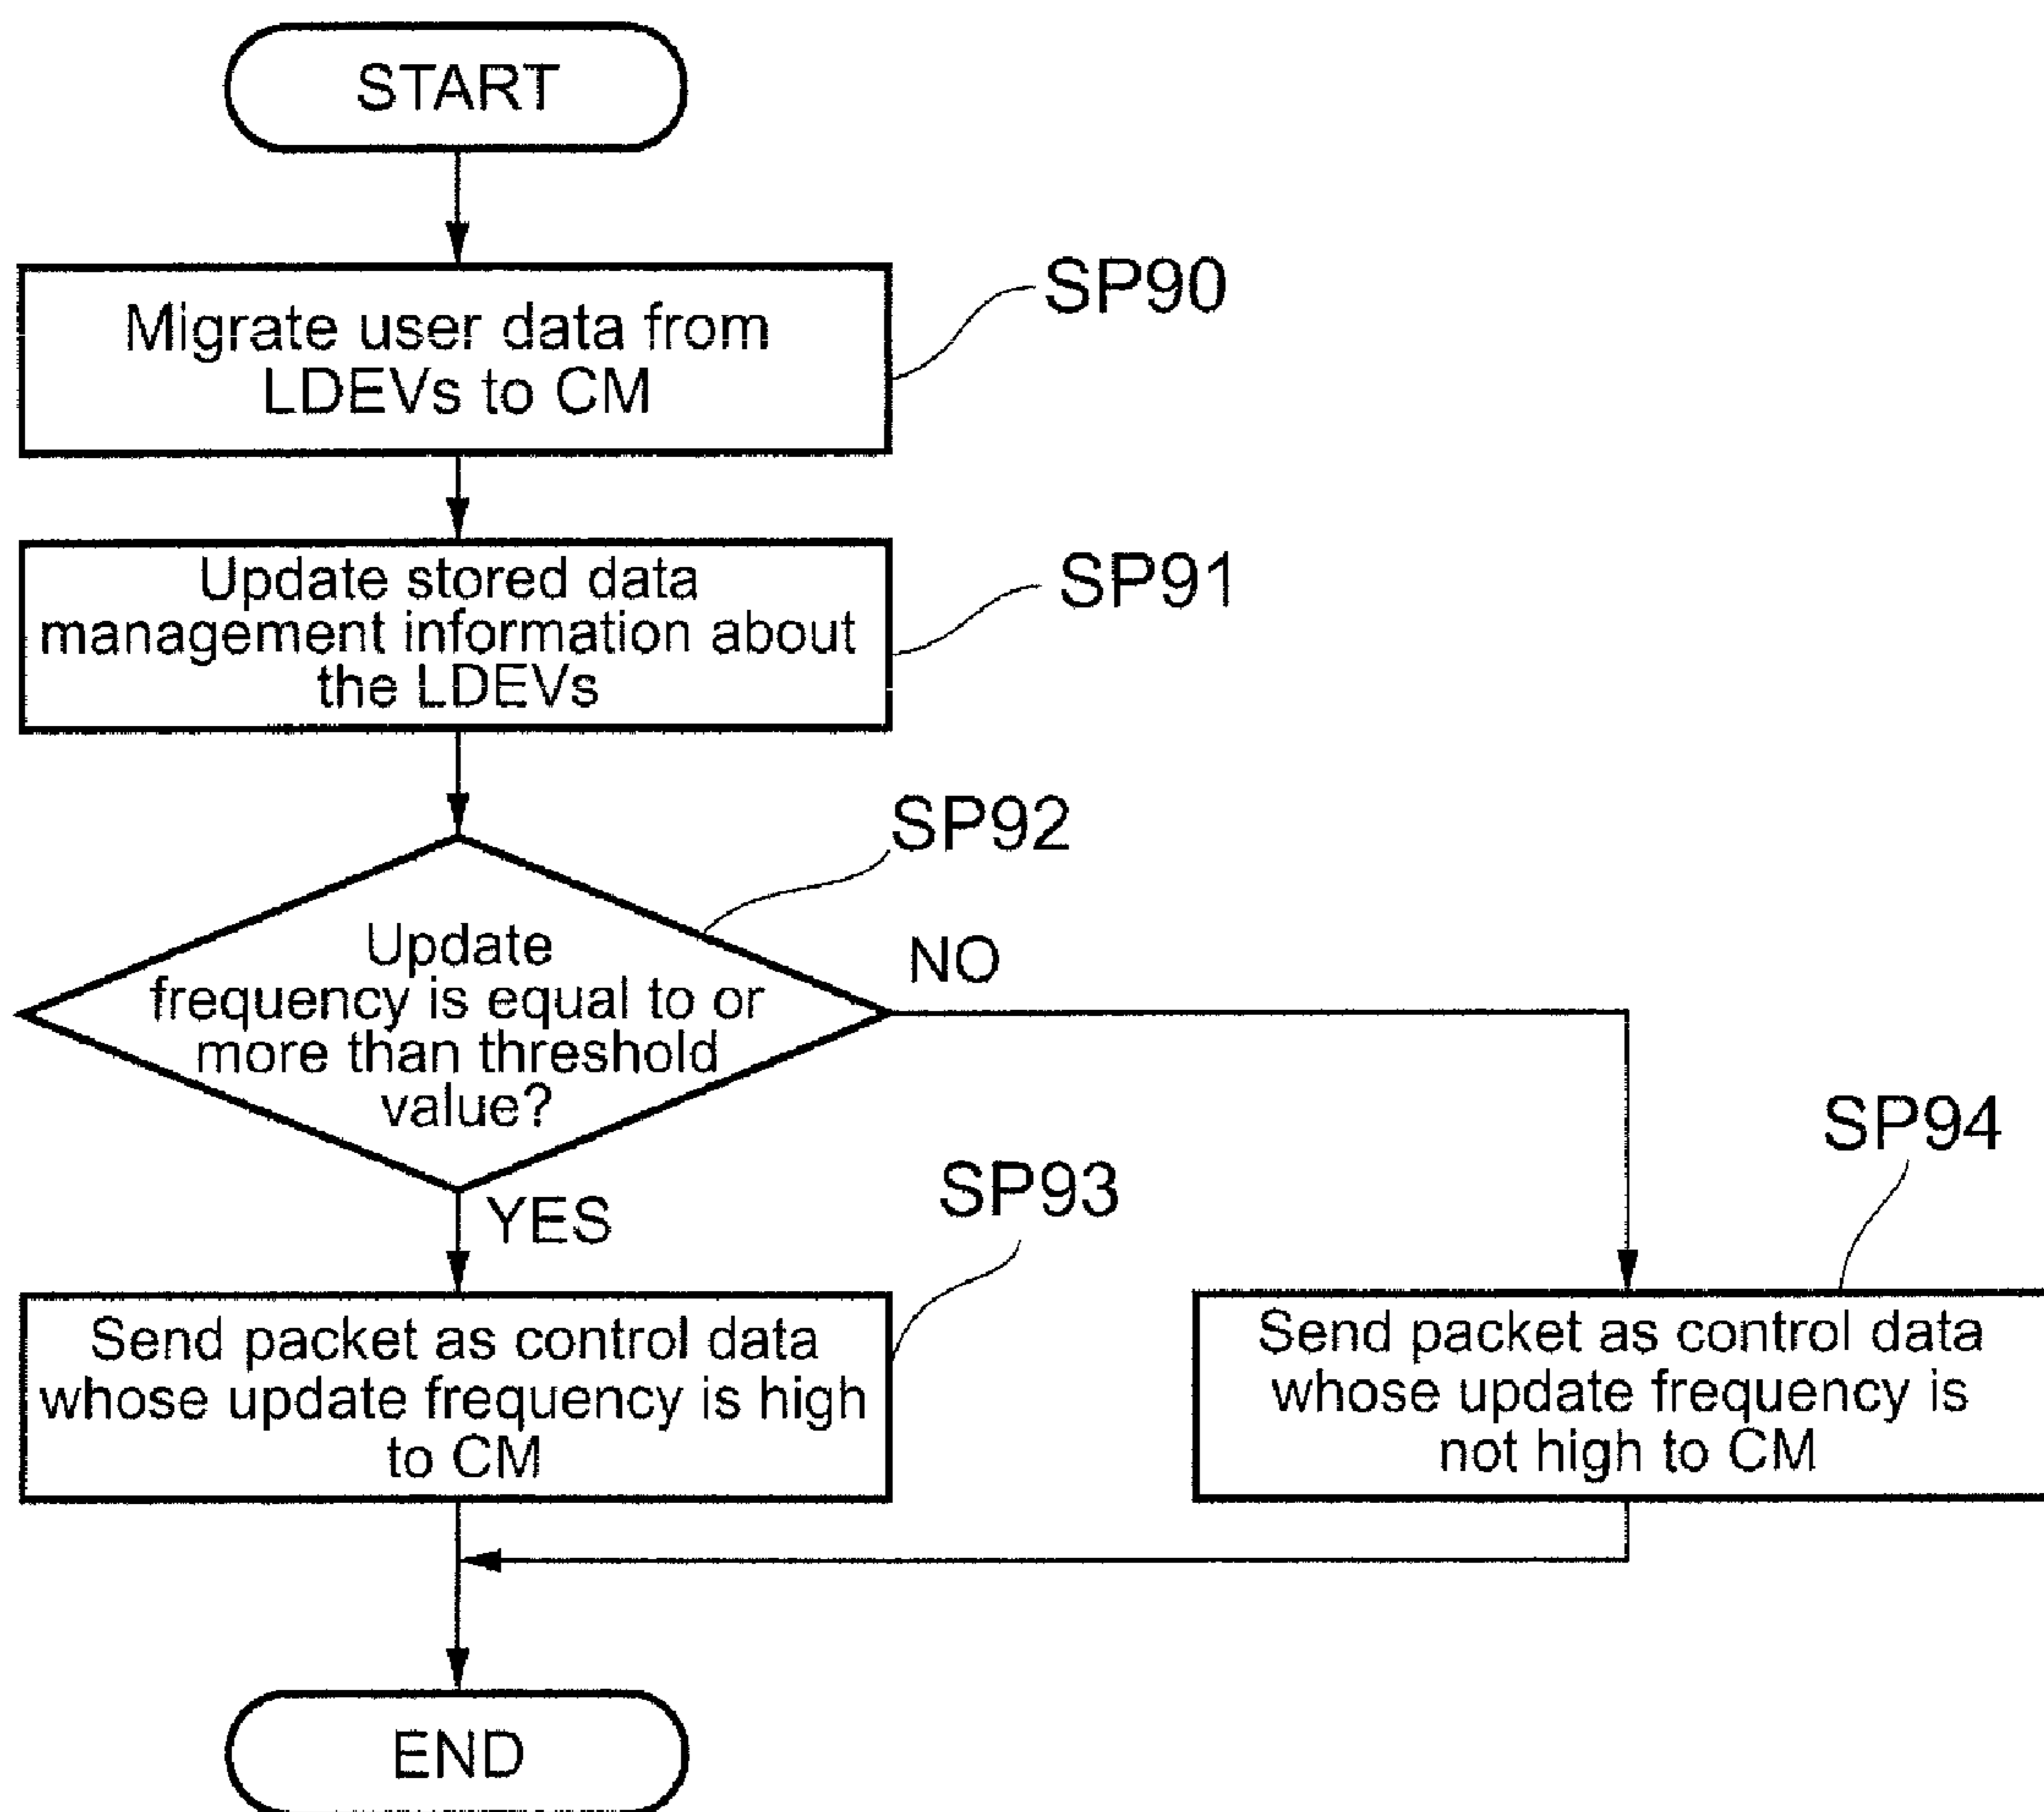 START
Migrate user data from
LDEVs to CM
SP90
Update stored data
management information about
the LDEVs
SP91
SP92
Update
frequency is equal to or
more than threshold
value?
NO
YES
SP93
SP94
Send packet as control data
whose update frequency is high
to CM
Send packet as control data
whose update frequency is
not high to CM
END